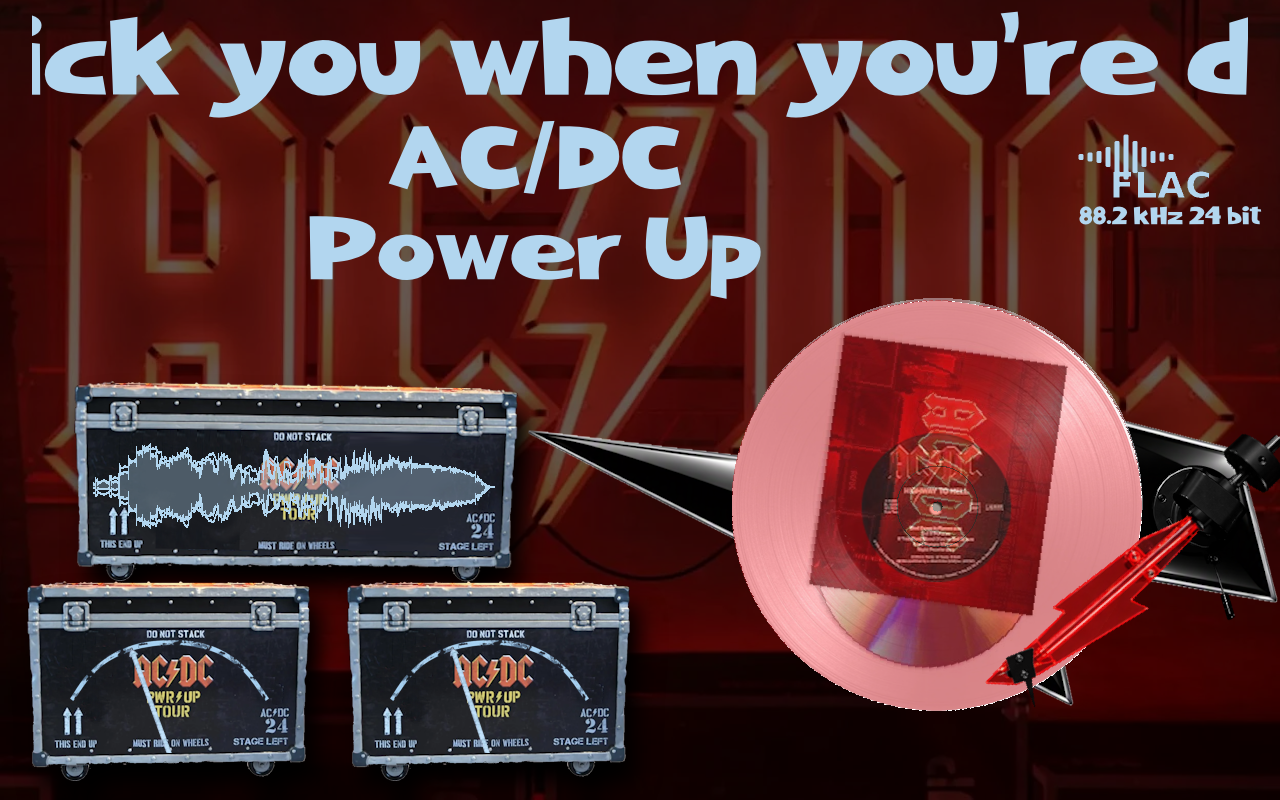 ick you when you're d
AC/DC
Power Up
FLAC
88.2 kHz 24 bit
AC DC
DO NOT STACK
AC/DC
PWR UP
TOUR
THIS END UP
MUST RIDE ON WHEELS
AC/DC
24
STAGE LEFT
HIGHWAY TO HELL
DO NOT STACK
AC/DC
PWR UP
TOUR
THIS END UP
MUST RIDE ON WHEELS
AC/DC
24
STAGE LEFT
DO NOT STACK
AC/DC
PWR UP
TOUR
THIS END UP
MUST RIDE ON WHEELS
AC/DC
24
STAGE LEFT